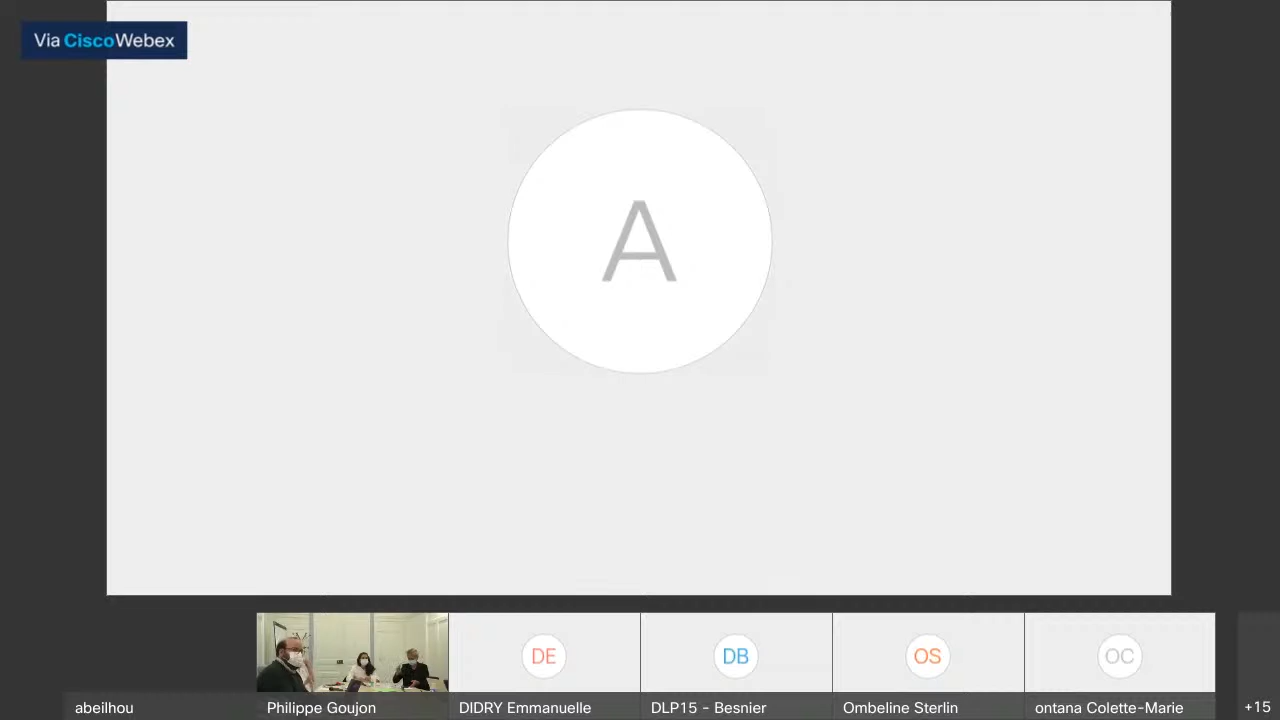 Via CiscoWebex
A
DE
DB
OS
OC
abeilhou
Philippe Goujon
DIDRY Emmanuelle
DLP15 - Besnier
Ombeline Sterlin
ontana Colette-Marie
+15